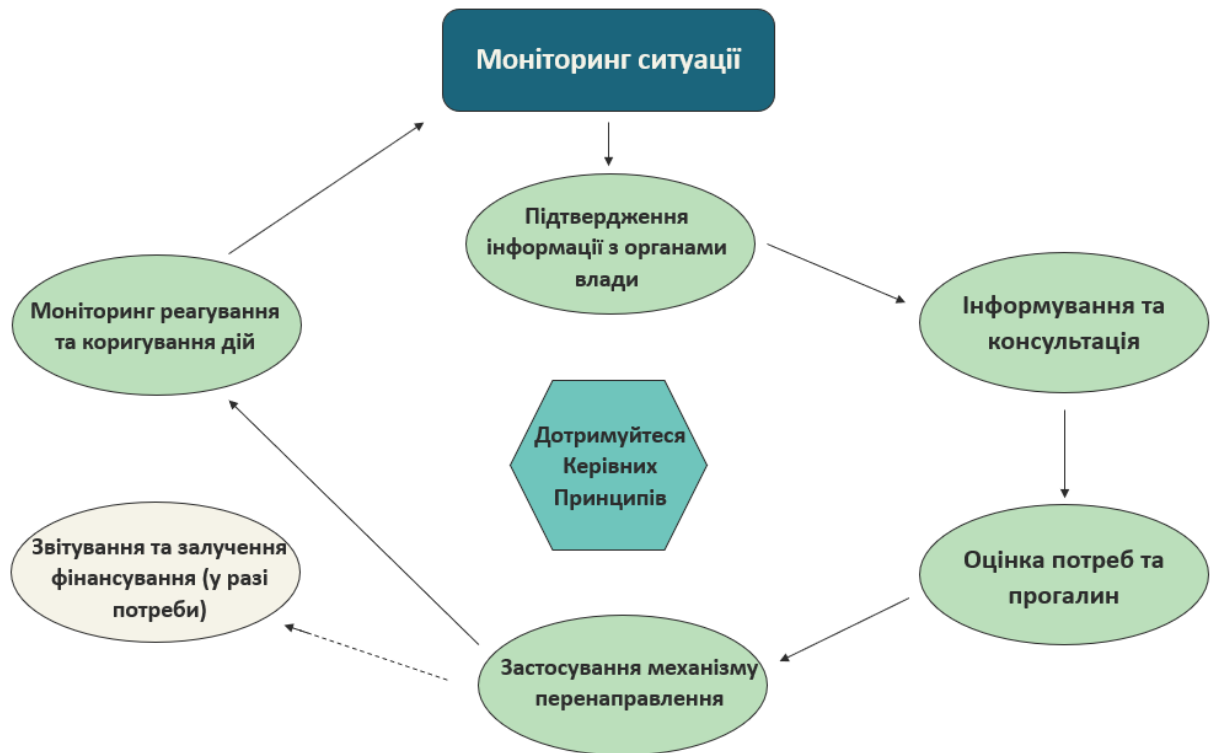 Моніторинг ситуації
Підтвердження
інформації з органами
влади
Інформування та
консультація
Моніторинг реагування
та коригування дій
Дотримуйтеся
Керівних
Принципів
Звітування та залучення
фінансування (у разі
потреби)
Оцінка потреб та
прогалин
Застосування механізму
перенаправлення